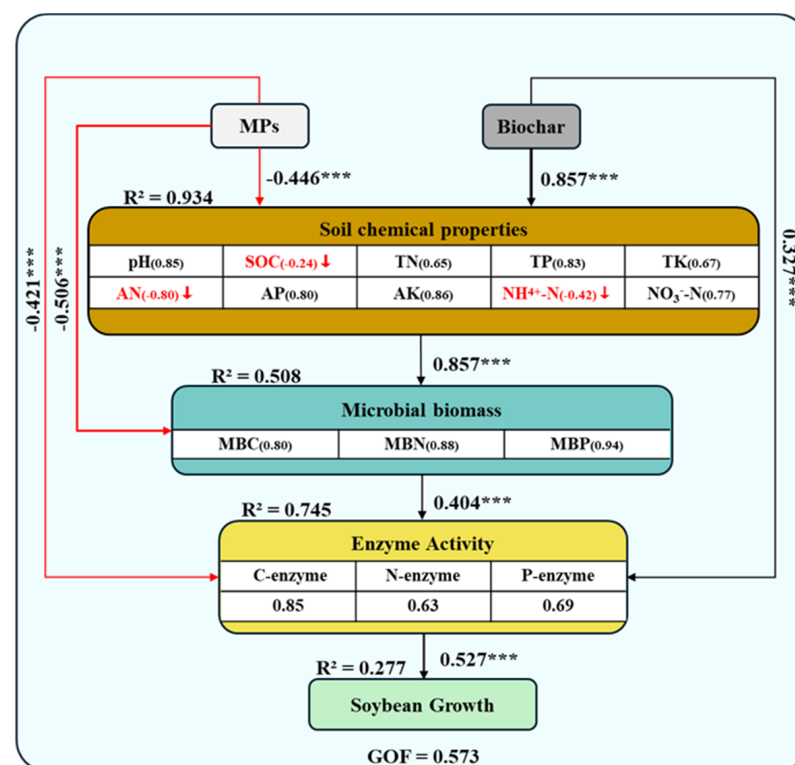 MPs
Biochar
-0.446***
0.857***
-0.421***
-0.506***
0.327***
R² = 0.934
Soil chemical properties
pH(0.85) SOC(-0.24)↓ TN(0.65) TP(0.83) TK(0.67)
AN(-0.80)↓ AP(0.80) AK(0.86) NH⁴⁺-N(-0.42)↓ NO₃⁻-N(0.77)
0.857***
R² = 0.508
Microbial biomass
MBC(0.80) MBN(0.88) MBP(0.94)
0.404***
R² = 0.745
Enzyme Activity
C-enzyme N-enzyme P-enzyme
0.85 0.63 0.69
0.527***
R² = 0.277
Soybean Growth
GOF = 0.573